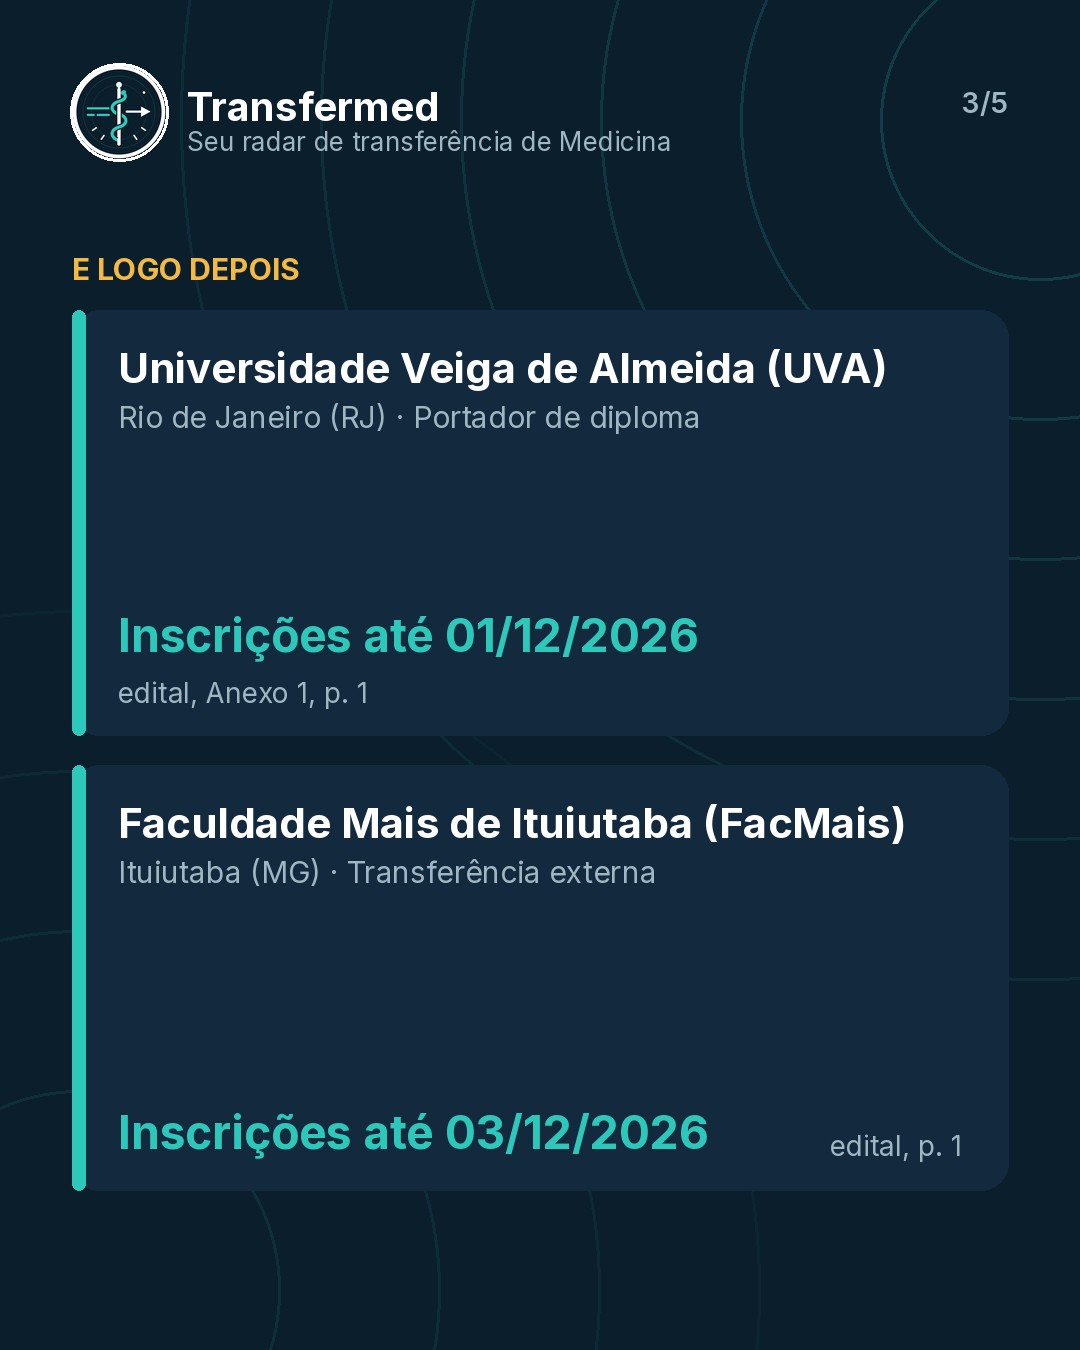 Transfermed
Seu radar de transferência de Medicina
3/5
E LOGO DEPOIS
Universidade Veiga de Almeida (UVA)
Rio de Janeiro (RJ) · Portador de diploma
Inscrições até 01/12/2026
edital, Anexo 1, p. 1
Faculdade Mais de Ituiutaba (FacMais)
Ituiutaba (MG) · Transferência externa
Inscrições até 03/12/2026
edital, p. 1